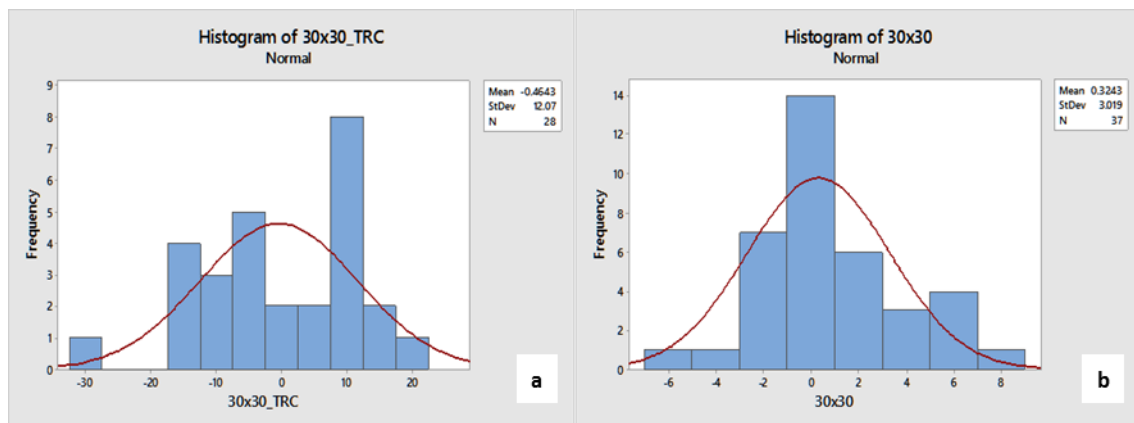 Histogram of 30x30_TRC
Normal
Mean -0.4643
StDev 12.07
N 28
9
8
7
6
5
4
3
2
1
0
Frequency
-30 -20 -10 0 10 20
30x30_TRC
a
Histogram of 30x30
Normal
Mean 0.3243
StDev 3.019
N 37
14
12
10
8
6
4
2
0
Frequency
-6 -4 -2 0 2 4 6 8
30x30
b